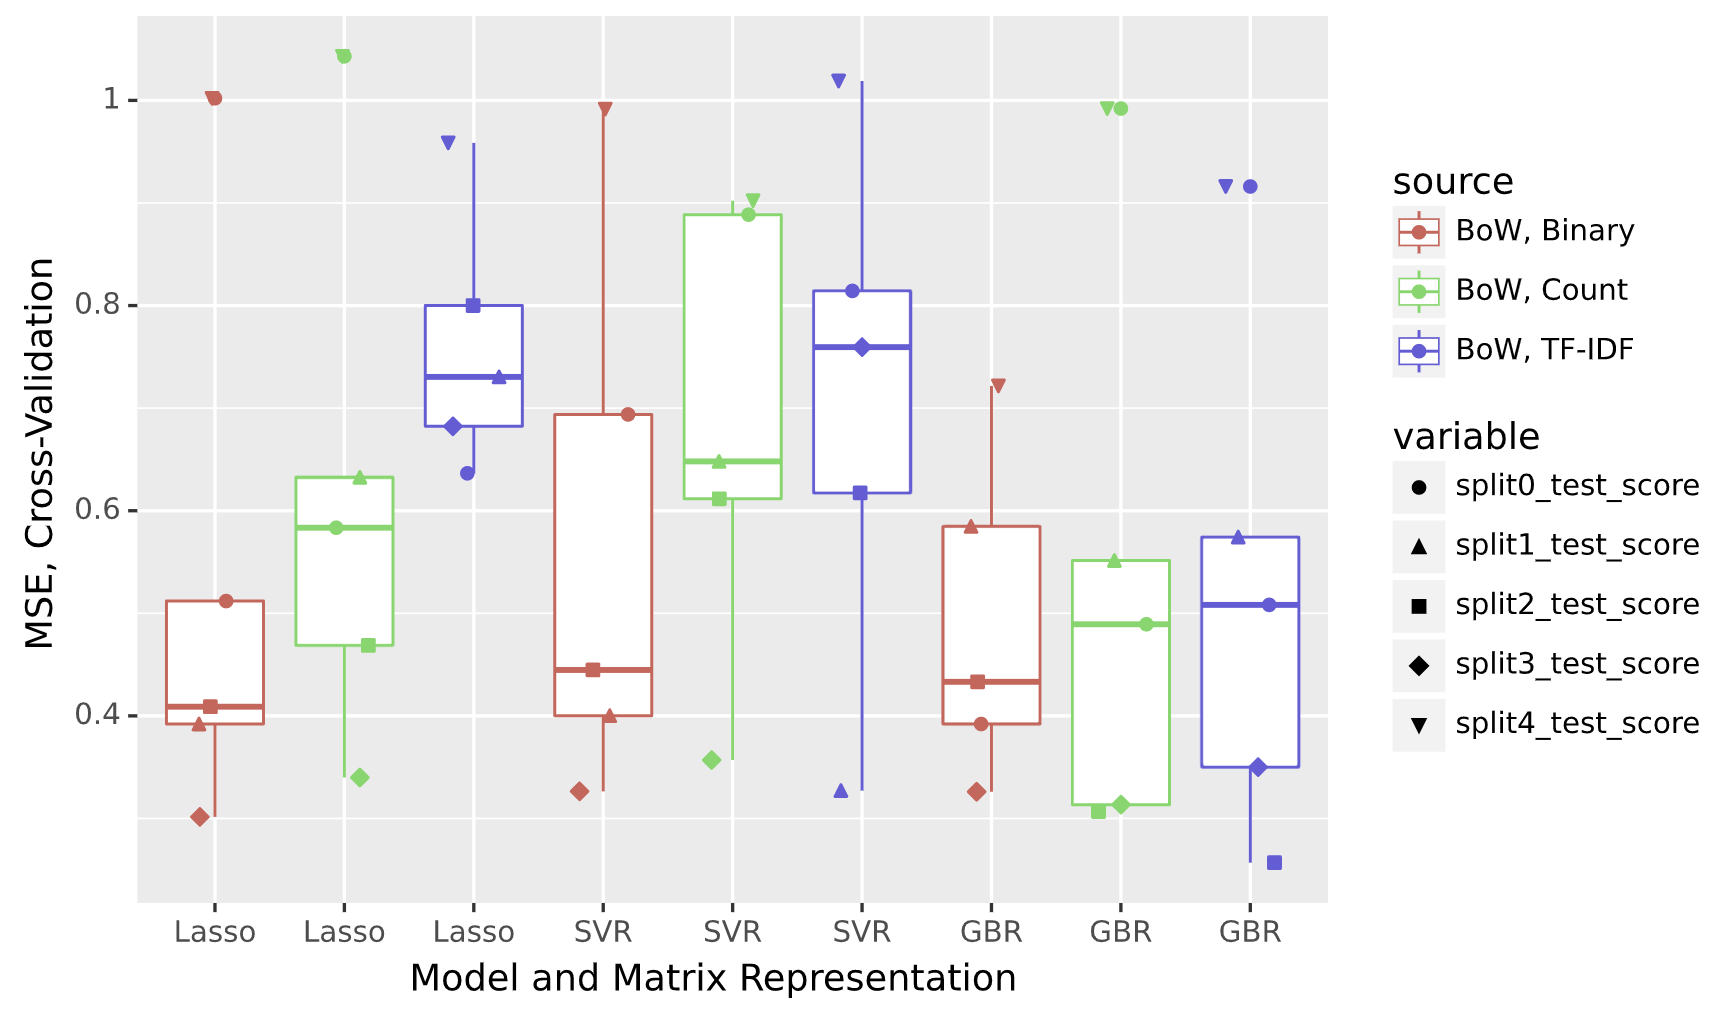 MSE, Cross-Validation
1
0.8
0.6
0.4
Lasso Lasso Lasso SVR SVR SVR GBR GBR GBR
Model and Matrix Representation
source
BoW, Binary
BoW, Count
BoW, TF-IDF
variable
split0_test_score
split1_test_score
split2_test_score
split3_test_score
split4_test_score